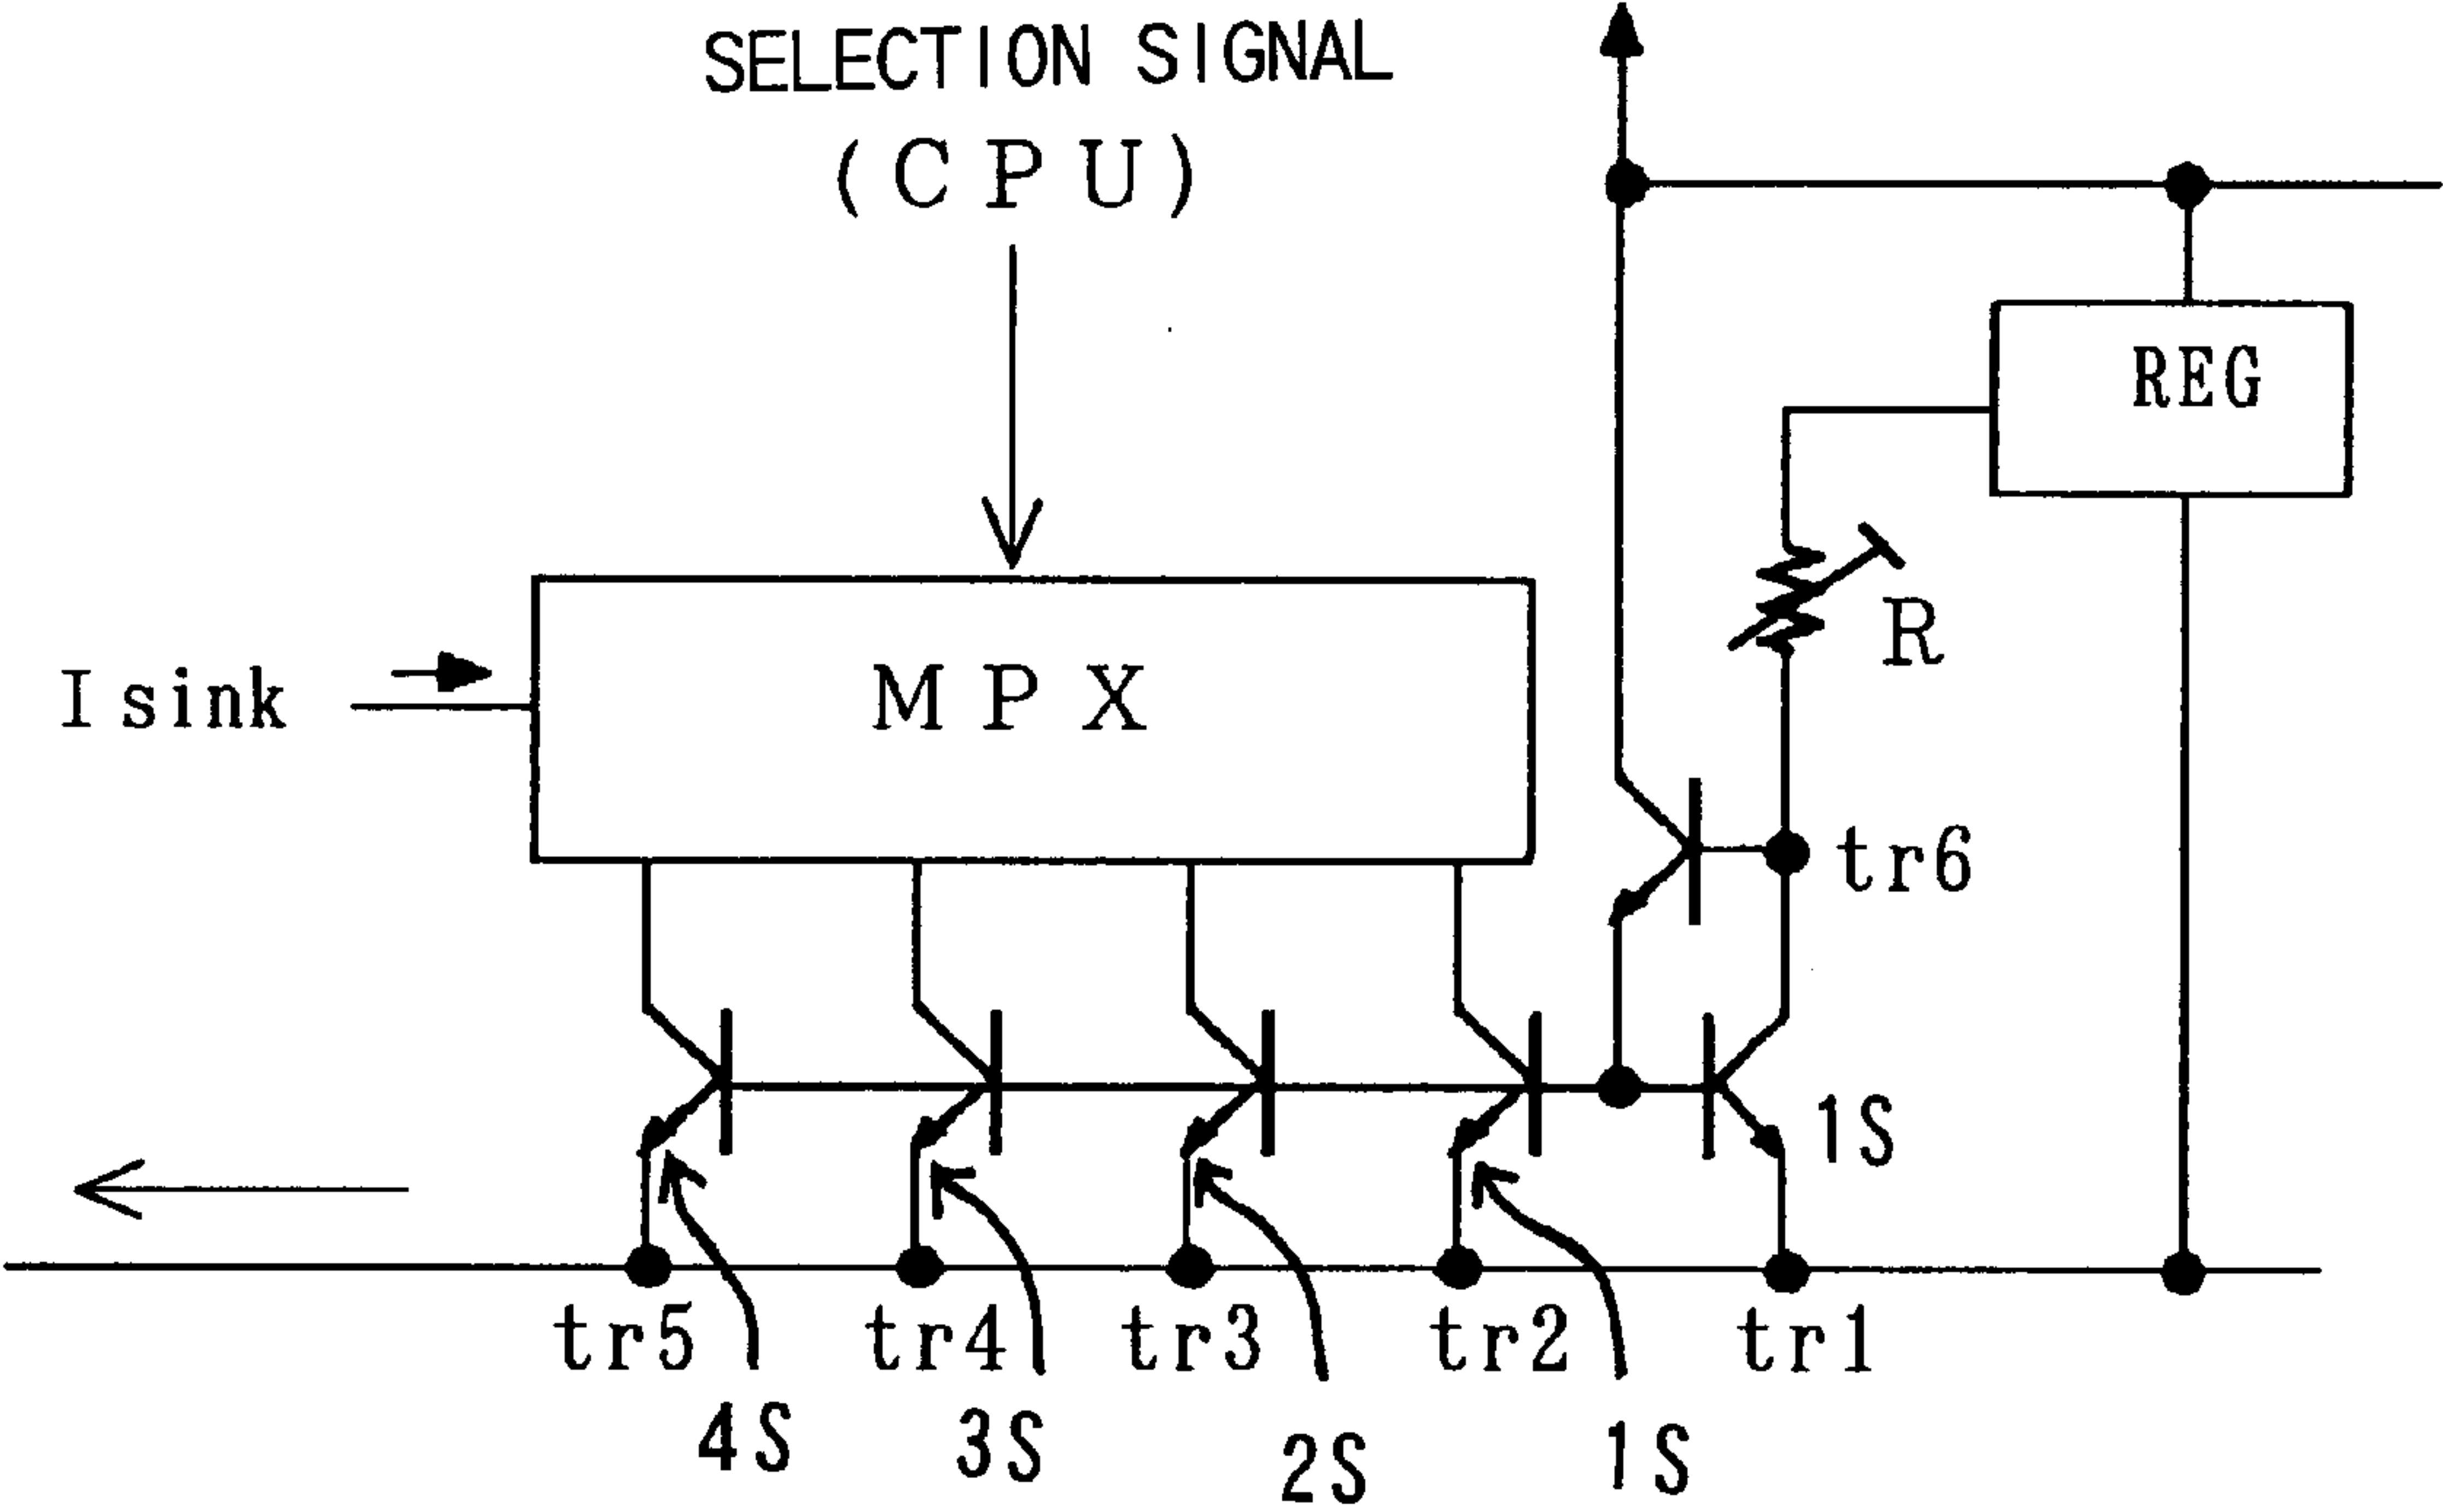 SELECTION SIGNAL
(CPU)
REG
R
Isink
MPX
tr6
1S
tr5
tr4
tr3
tr2
tr1
4S
3S
2S
1S